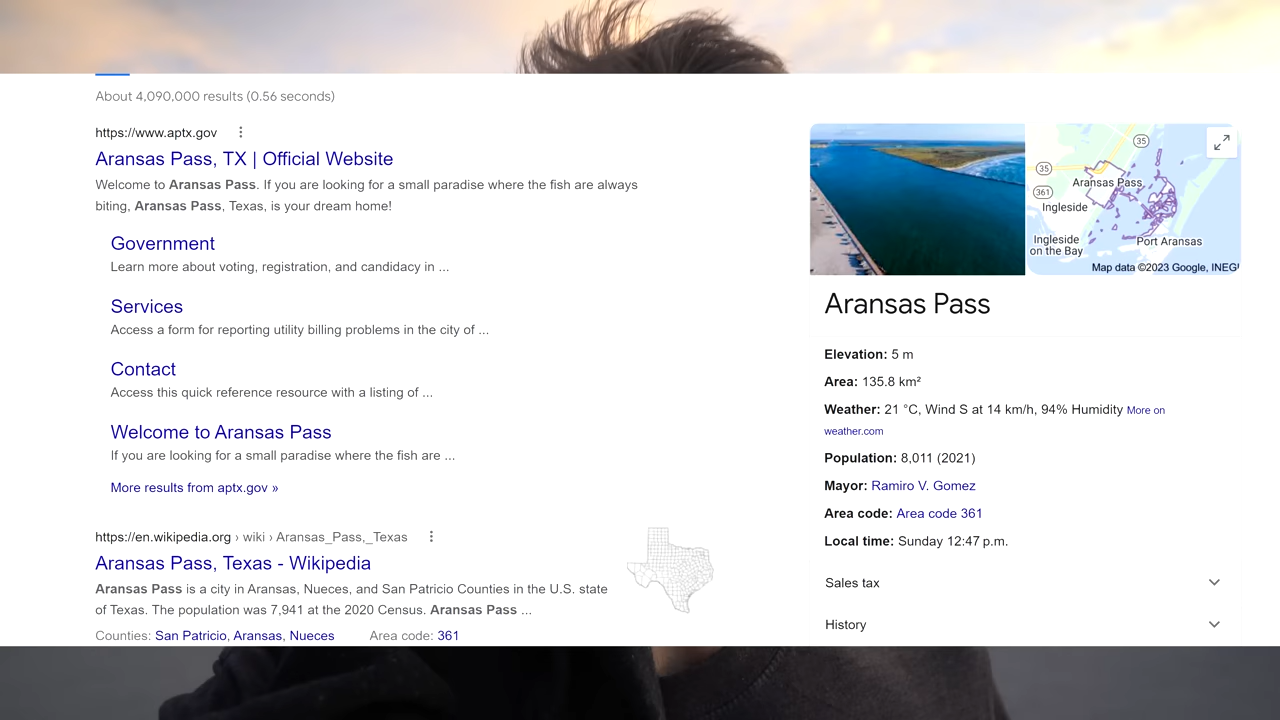 About 4,090,000 results (0.56 seconds)
https://www.aptx.gov
Aransas Pass, TX | Official Website
Welcome to Aransas Pass. If you are looking for a small paradise where the fish are always
biting, Aransas Pass, Texas, is your dream home!
Government
Learn more about voting, registration, and candidacy in ...
Services
Access a form for reporting utility billing problems in the city of ...
Contact
Access this quick reference resource with a listing of ...
Welcome to Aransas Pass
If you are looking for a small paradise where the fish are ...
More results from aptx.gov »
https://en.wikipedia.org › wiki › Aransas_Pass,_Texas
Aransas Pass, Texas - Wikipedia
Aransas Pass is a city in Aransas, Nueces, and San Patricio Counties in the U.S. state
of Texas. The population was 7,941 at the 2020 Census. Aransas Pass ...
Counties: San Patricio, Aransas, Nueces Area code: 361
35
35
Aransas Pass
361
Ingleside
Ingleside
on the Bay
Port Aransas
Map data ©2023 Google, INEGI
Aransas Pass
Elevation: 5 m
Area: 135.8 km²
Weather: 21 °C, Wind S at 14 km/h, 94% Humidity More on
weather.com
Population: 8,011 (2021)
Mayor: Ramiro V. Gomez
Area code: Area code 361
Local time: Sunday 12:47 p.m.
Sales tax
History